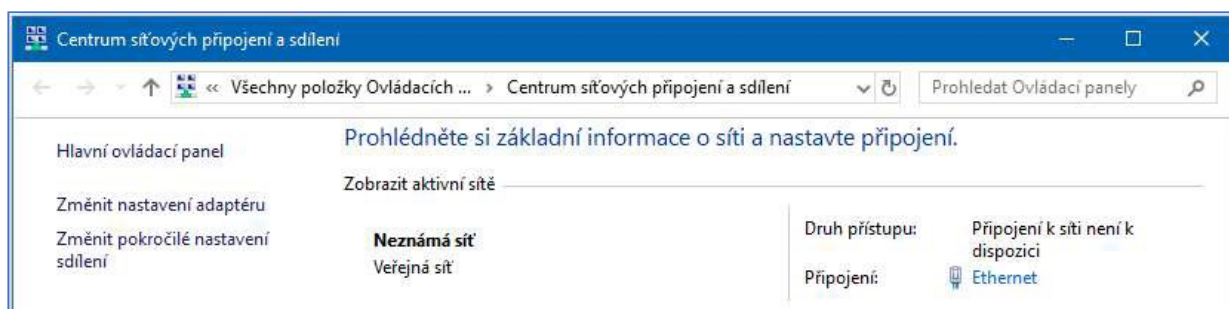 Centrum síťových připojení a sdílení
« Všechny položky Ovládacích ... › Centrum síťových připojení a sdílení
Prohledat Ovládací panely
Hlavní ovládací panel
Změnit nastavení adaptéru
Změnit pokročilé nastavení
sdílení
Prohlédněte si základní informace o síti a nastavte připojení.
Zobrazit aktivní sítě
Neznámá síť
Veřejná síť
Druh přístupu: Připojení k síti není k
dispozici
Připojení: Ethernet